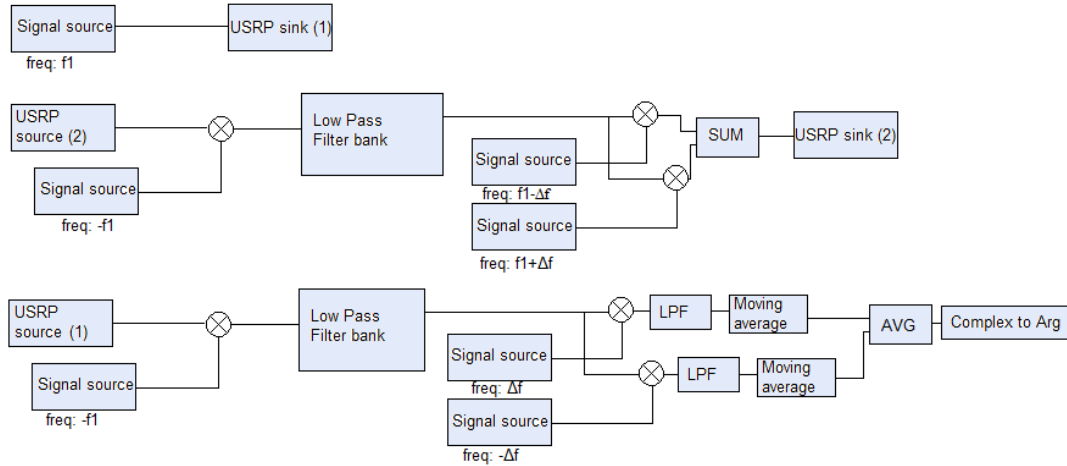 Signal source
freq: f1
USRP sink (1)
USRP
source (2)
Signal source
freq: -f1
Low Pass
Filter bank
Signal source
freq: f1-Δf
Signal source
freq: f1+Δf
SUM
USRP sink (2)
USRP
source (1)
Signal source
freq: -f1
Low Pass
Filter bank
Signal source
freq: Δf
Signal source
freq: -Δf
LPF
Moving
average
LPF
Moving
average
AVG
Complex to Arg